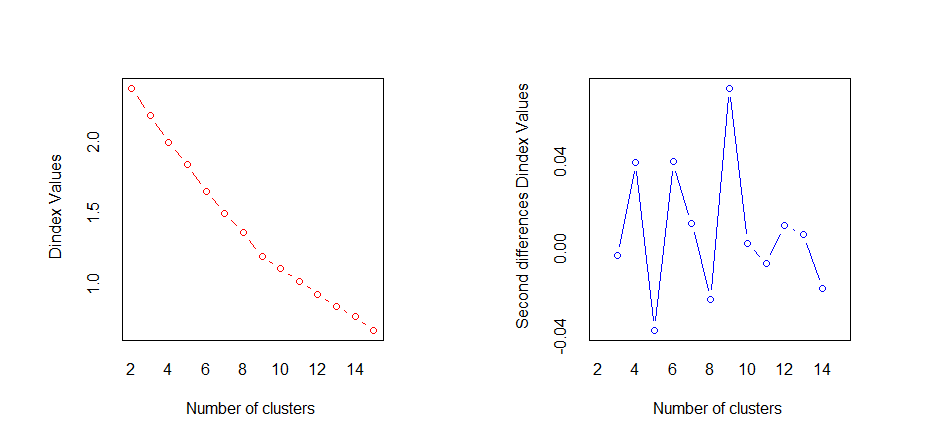 Dindex Values
2.0
1.5
1.0
2 4 6 8 10 12 14
Number of clusters
Second differences Dindex Values
0.04
0.00
-0.04
2 4 6 8 10 12 14
Number of clusters